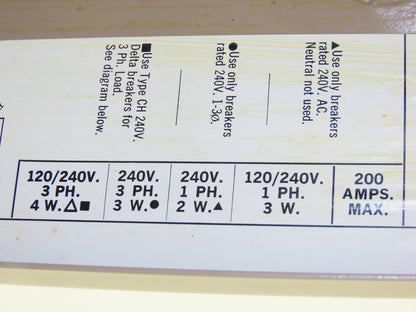 ▲Use only breakers
rated 240V. AC.
Neutral not used.
●Use only breakers
rated 240V. 1-3ø.
■Use Type CH 240V.
Delta breakers for
3 Ph. Load.
See diagram below.
120/240V.
3 PH.
4 W.△■
240V.
3 PH.
3 W.●
240V.
1 PH.
2 W.▲
120/240V.
1 PH.
3 W.
200
AMPS.
MAX.